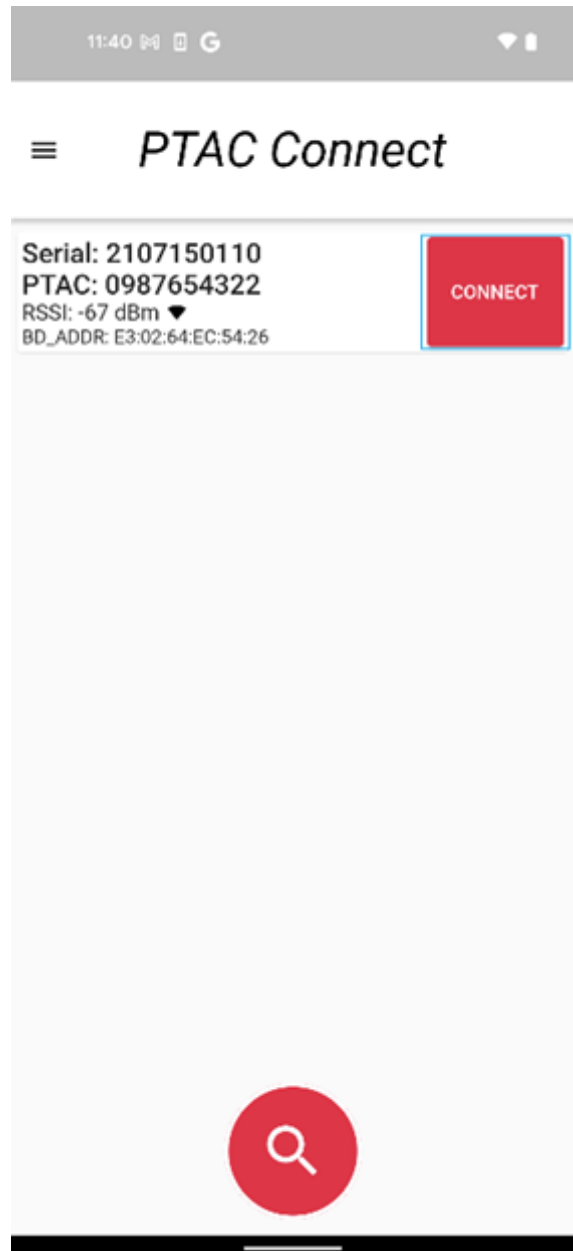 11:40
PTAC Connect
Serial: 2107150110
PTAC: 0987654322
RSSI: -67 dBm
BD_ADDR: E3:02:64:EC:54:26
CONNECT